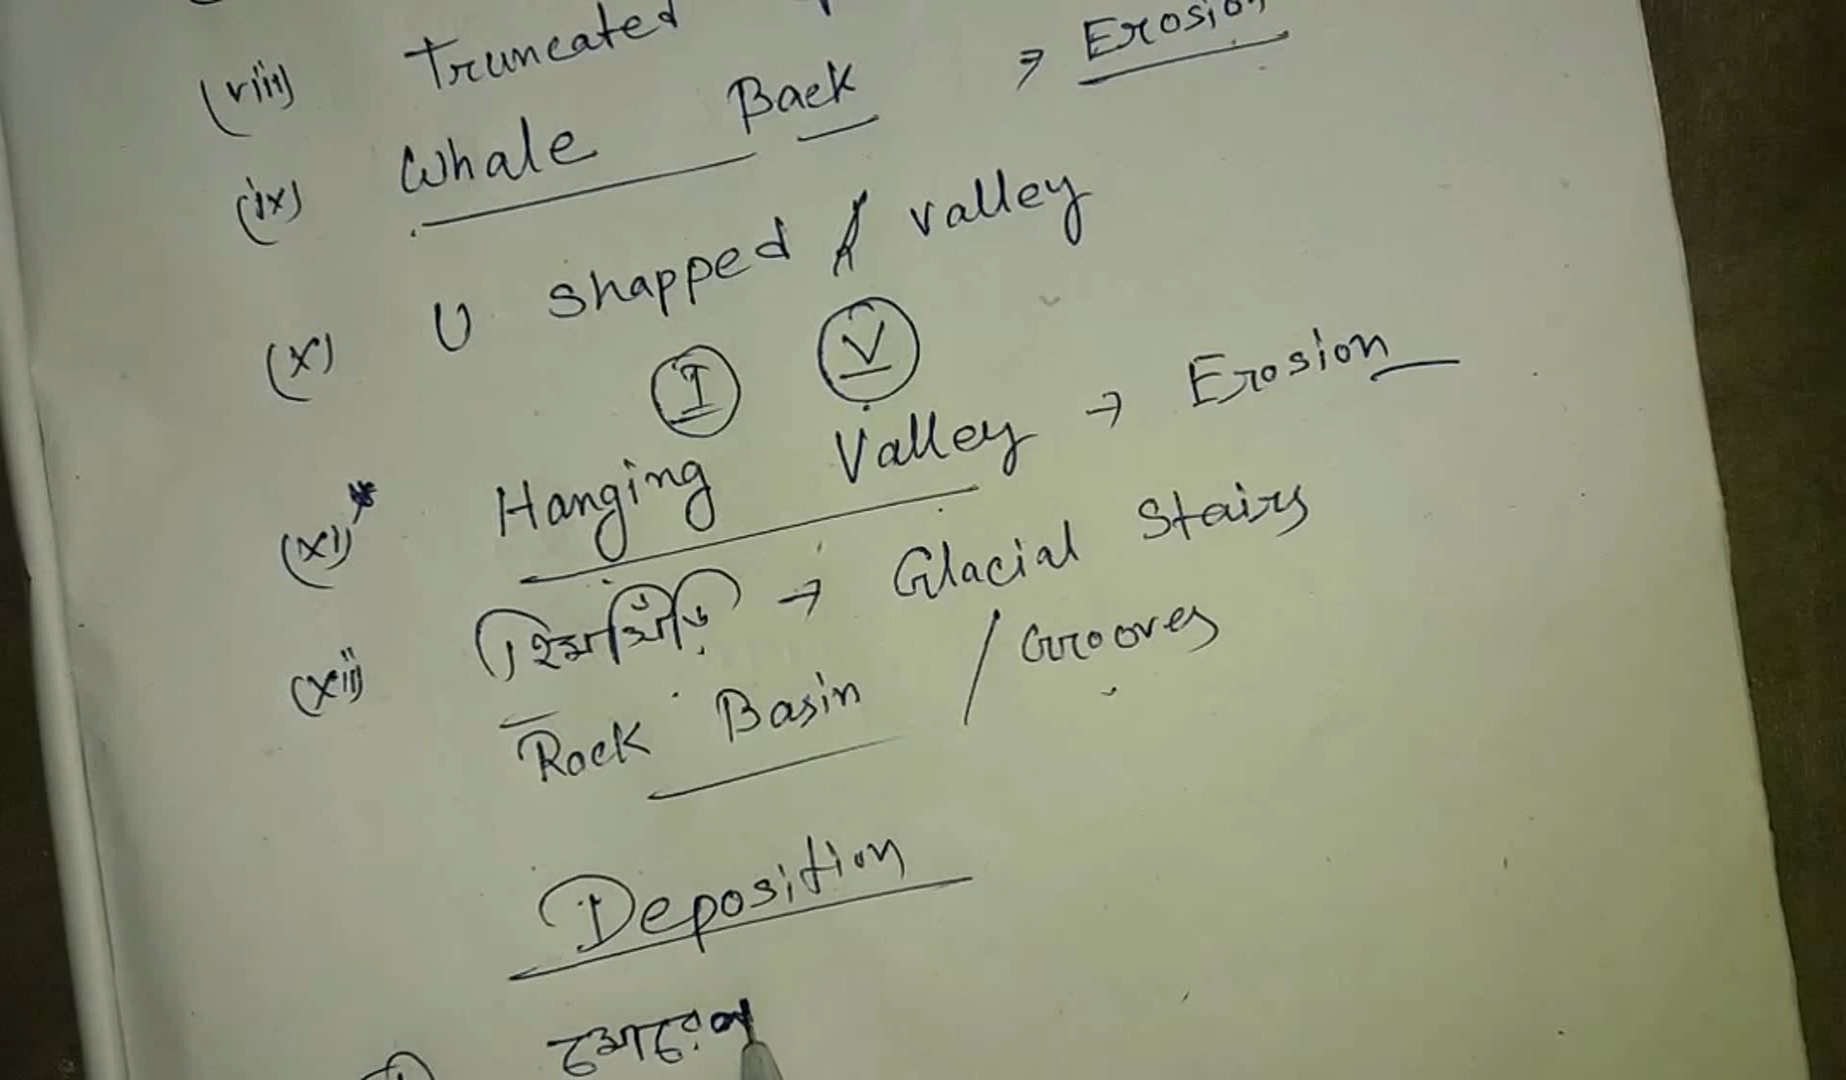 (viii) Truncated
(ix) Whale Back → Erosion
(x) U shapped valley
I V
(xi) Hanging Valley → Erosion
(xii) হিমসিঁড়ি → Glacial Stairs
Rock Basin / Grooves
Deposition